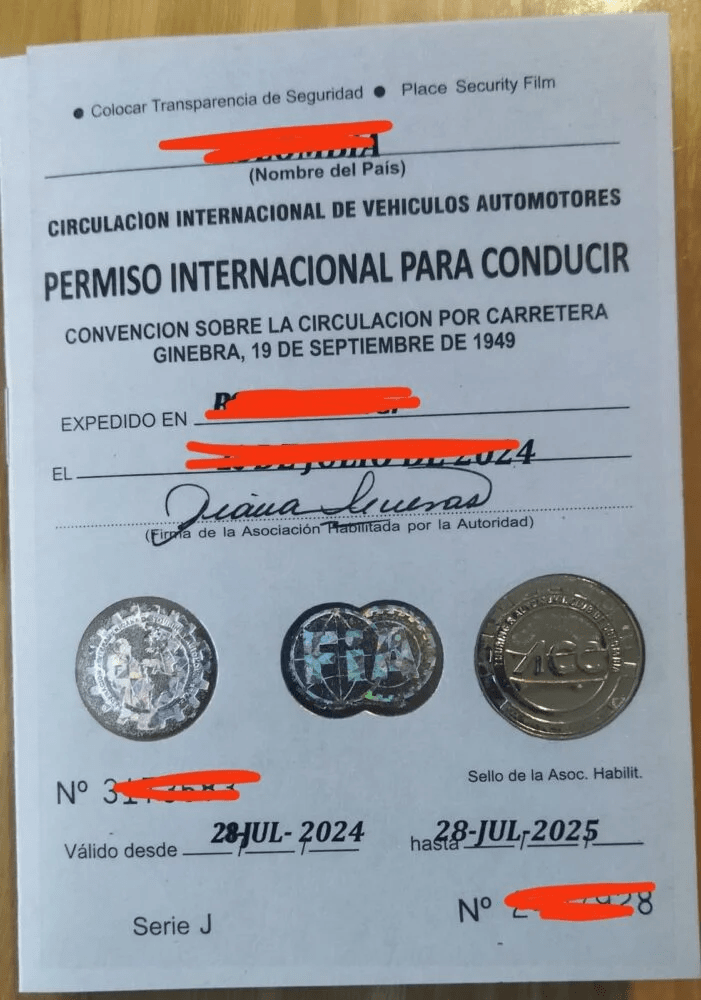 ● Colocar Transparencia de Seguridad ● Place Security Film
(Nombre del País)
CIRCULACION INTERNACIONAL DE VEHICULOS AUTOMOTORES
PERMISO INTERNACIONAL PARA CONDUCIR
CONVENCION SOBRE LA CIRCULACION POR CARRETERA
GINEBRA, 19 DE SEPTIEMBRE DE 1949
EXPEDIDO EN
EL
(Firma de la Asociación Habilitada por la Autoridad)
FiA
Sello de la Asoc. Habilit.
Nº
Válido desde 28-JUL- 2024 hasta 28-JUL-2025
Nº
Serie J